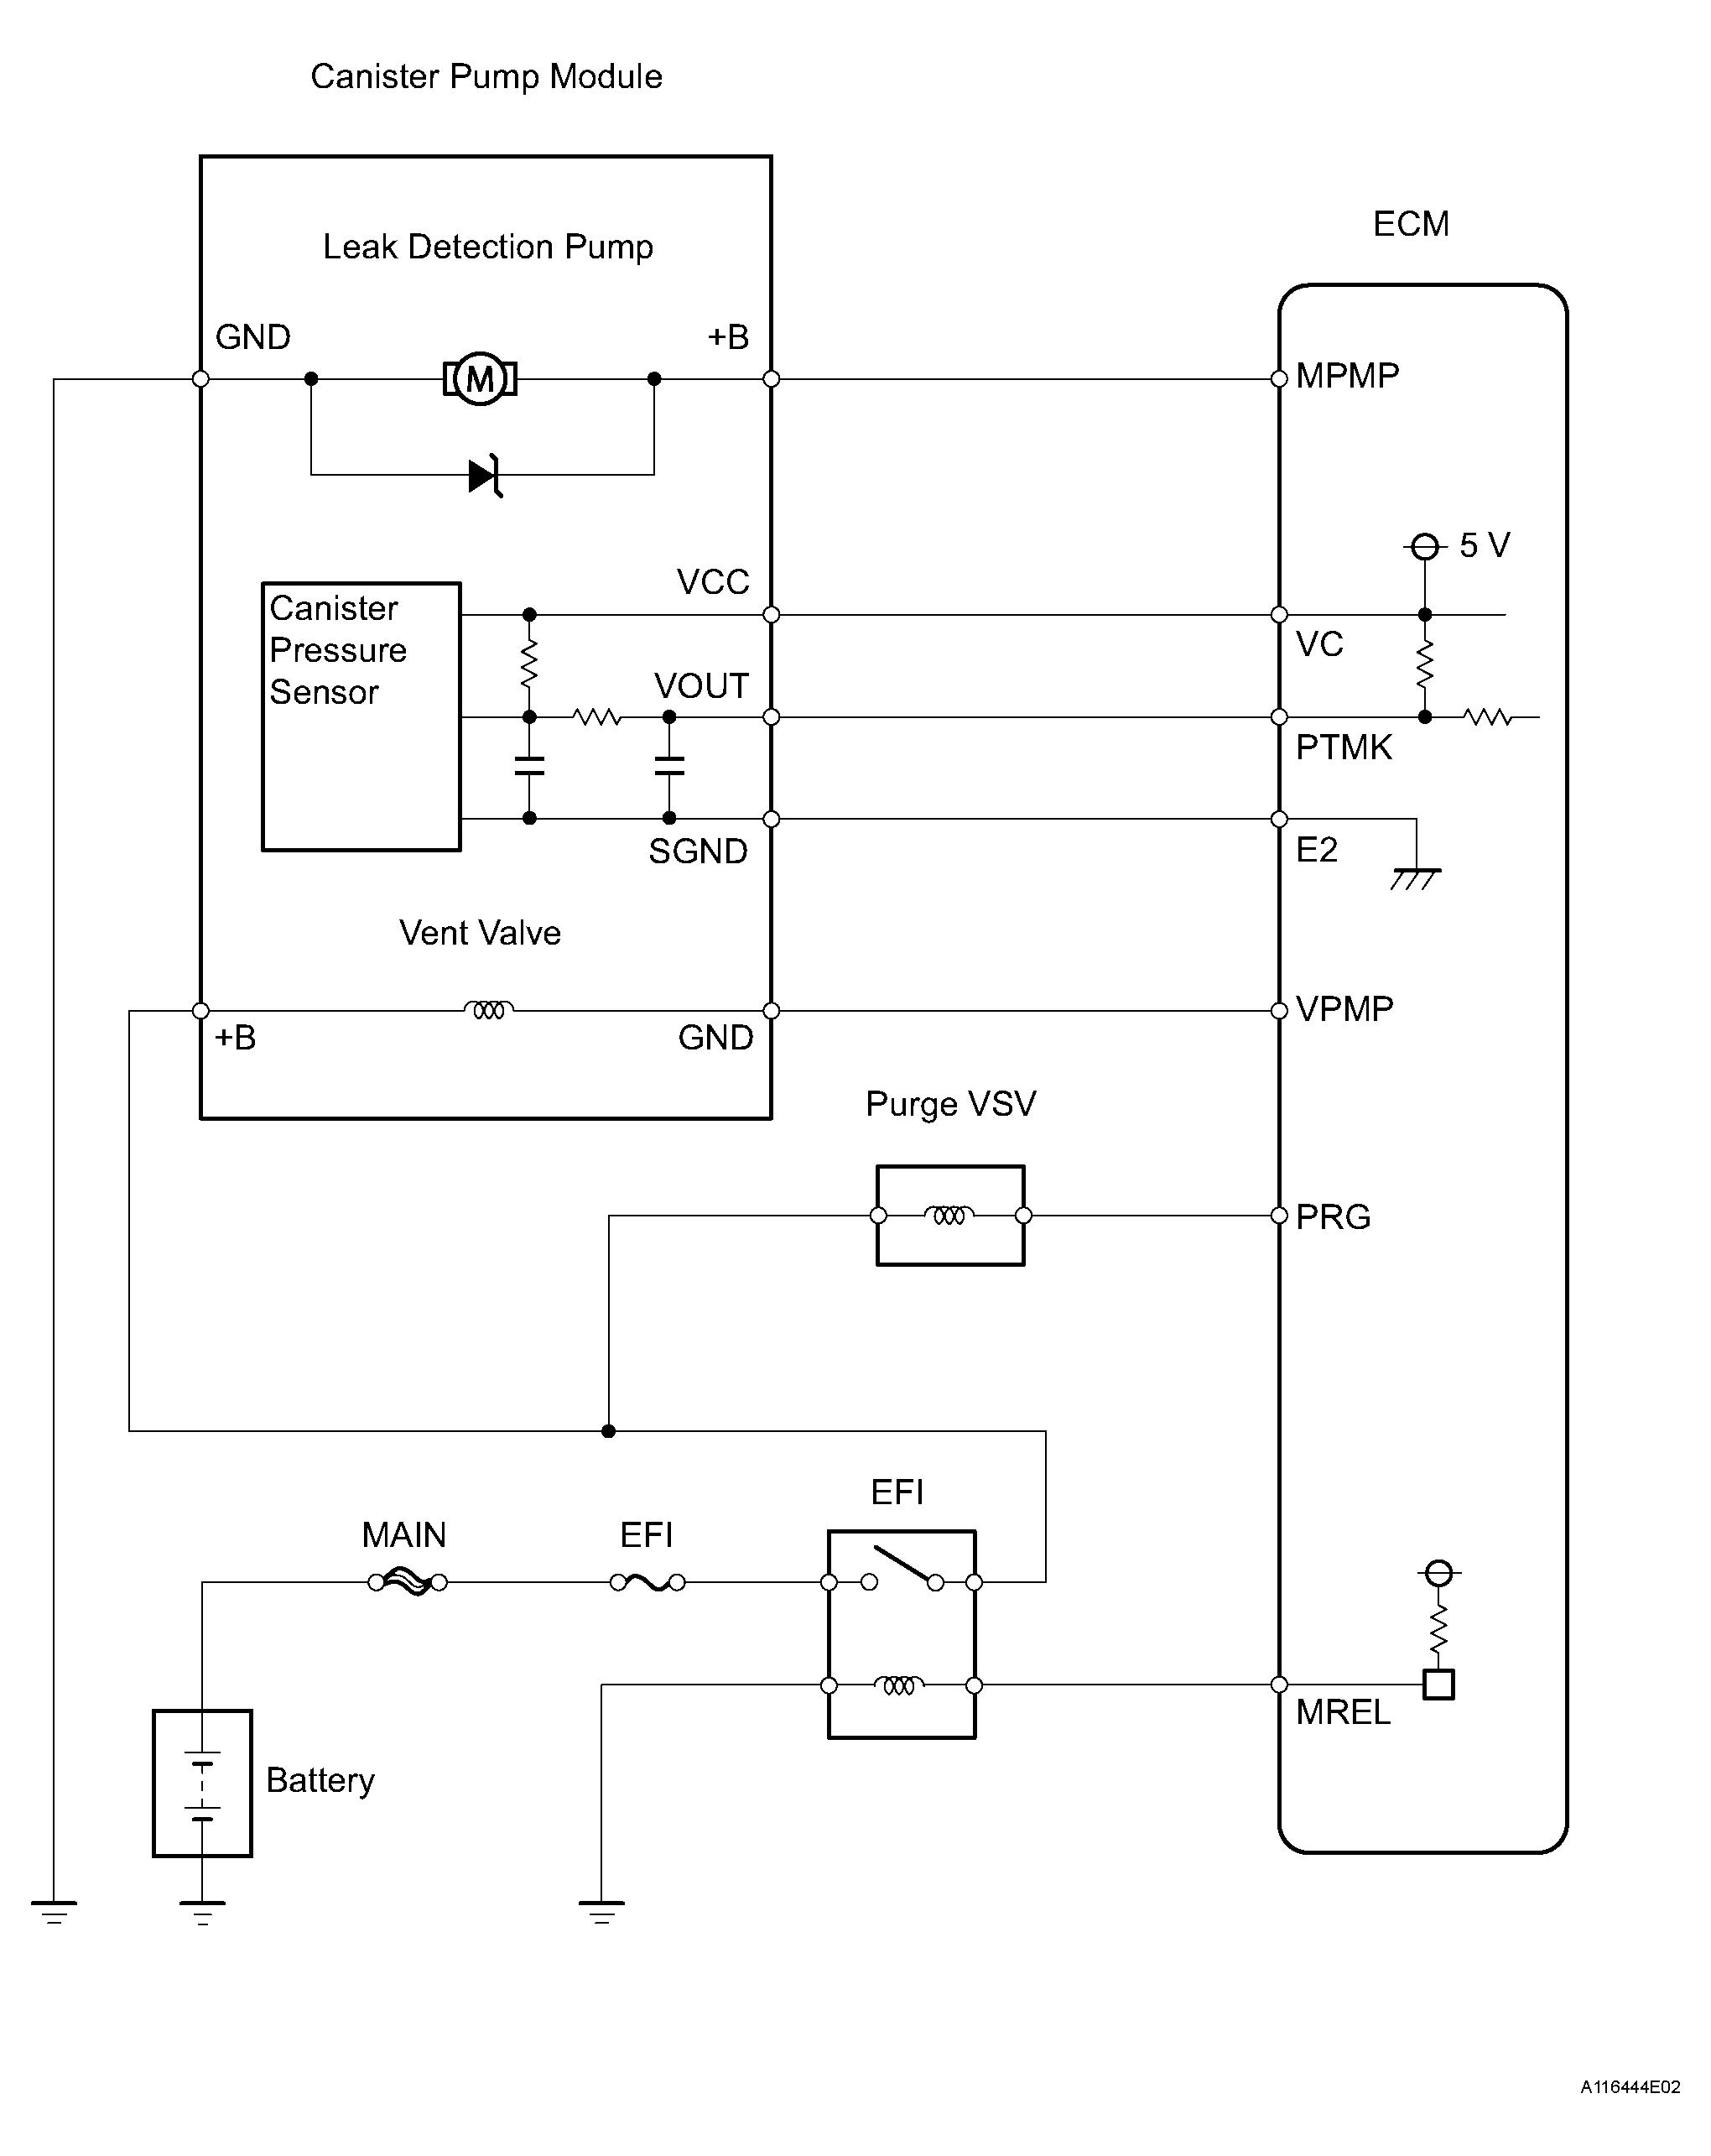 Canister Pump Module
ECM
Leak Detection Pump
GND
+B
M
MPMP
5 V
VCC
Canister
Pressure
Sensor
VC
VOUT
PTMK
SGND
E2
Vent Valve
VPMP
+B
GND
Purge VSV
PRG
EFI
MAIN
EFI
MREL
Battery
A116444E02